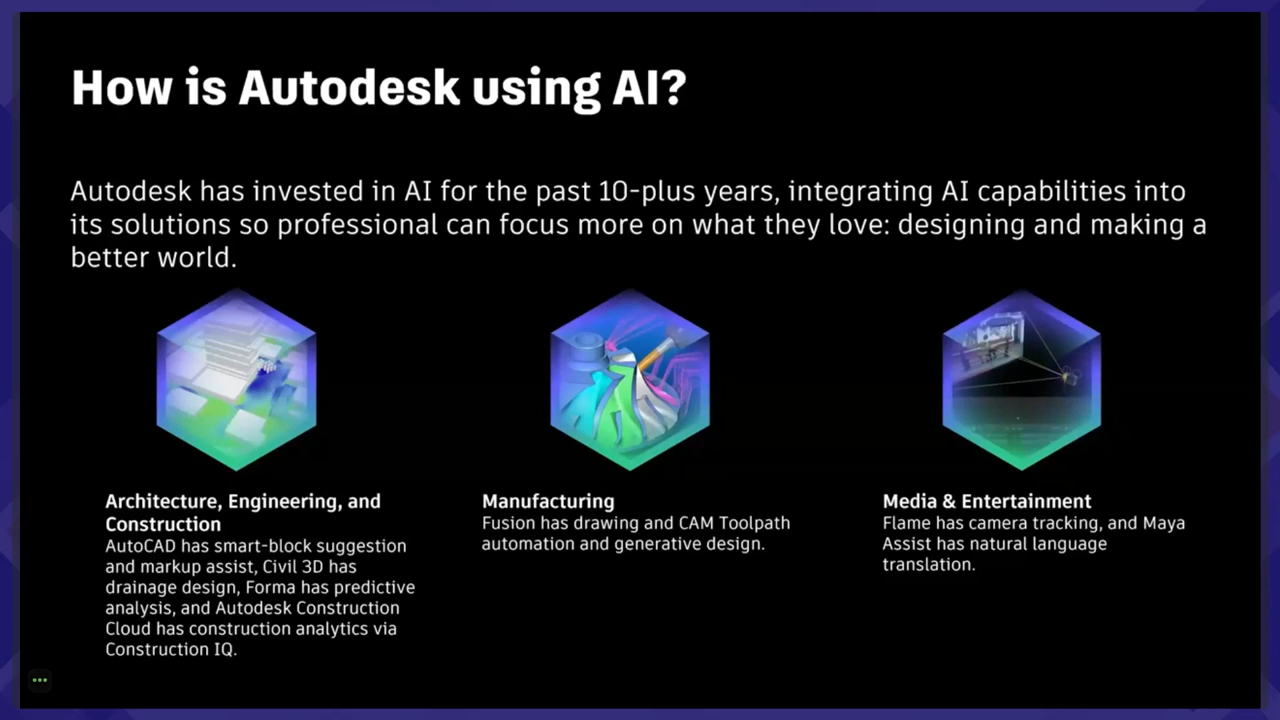 How is Autodesk using AI?
Autodesk has invested in AI for the past 10-plus years, integrating AI capabilities into
its solutions so professional can focus more on what they love: designing and making a
better world.
Architecture, Engineering, and
Construction
AutoCAD has smart-block suggestion
and markup assist, Civil 3D has
drainage design, Forma has predictive
analysis, and Autodesk Construction
Cloud has construction analytics via
Construction IQ.
Manufacturing
Fusion has drawing and CAM Toolpath
automation and generative design.
Media & Entertainment
Flame has camera tracking, and Maya
Assist has natural language
translation.